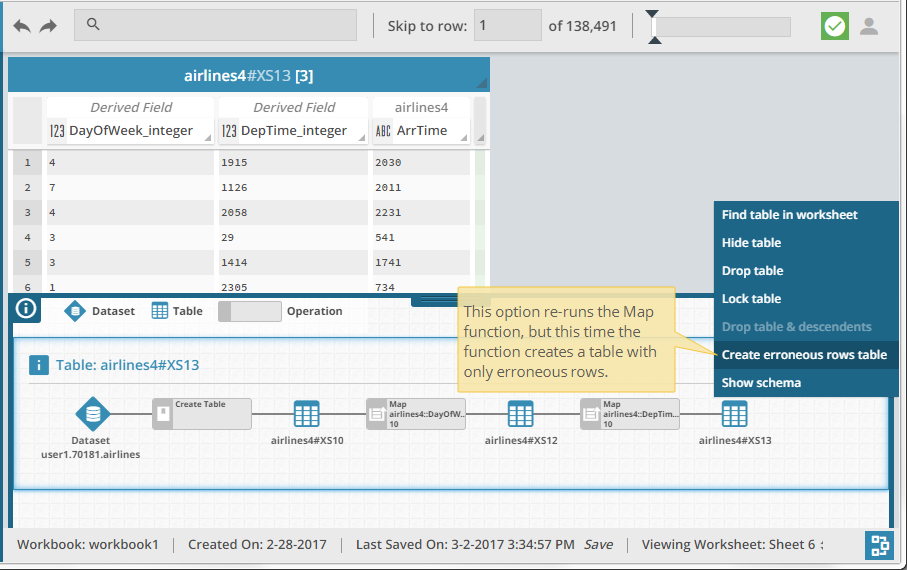 Skip to row: 1 of 138,491
airlines4#XS13 [3]
Derived Field Derived Field airlines4
123 DayOfWeek_integer 123 DepTime_integer ABC ArrTime
1 4 1915 2030
2 7 1126 2011
3 4 2058 2231
4 3 29 541
5 3 1414 1741
6 1 2305 734
Find table in worksheet
Hide table
Drop table
Lock table
Drop table & descendents
Create erroneous rows table
Show schema
Dataset Table Operation
This option re-runs the Map
function, but this time the
function creates a table with
only erroneous rows.
Table: airlines4#XS13
Create Table
Map
airlines4::DayOfW..
10
Map
airlines4::DepTim...
10
Dataset
user1.70181.airlines
airlines4#XS10
airlines4#XS12
airlines4#XS13
Workbook: workbook1 Created On: 2-28-2017 Last Saved On: 3-2-2017 3:34:57 PM Save Viewing Worksheet: Sheet 6 :